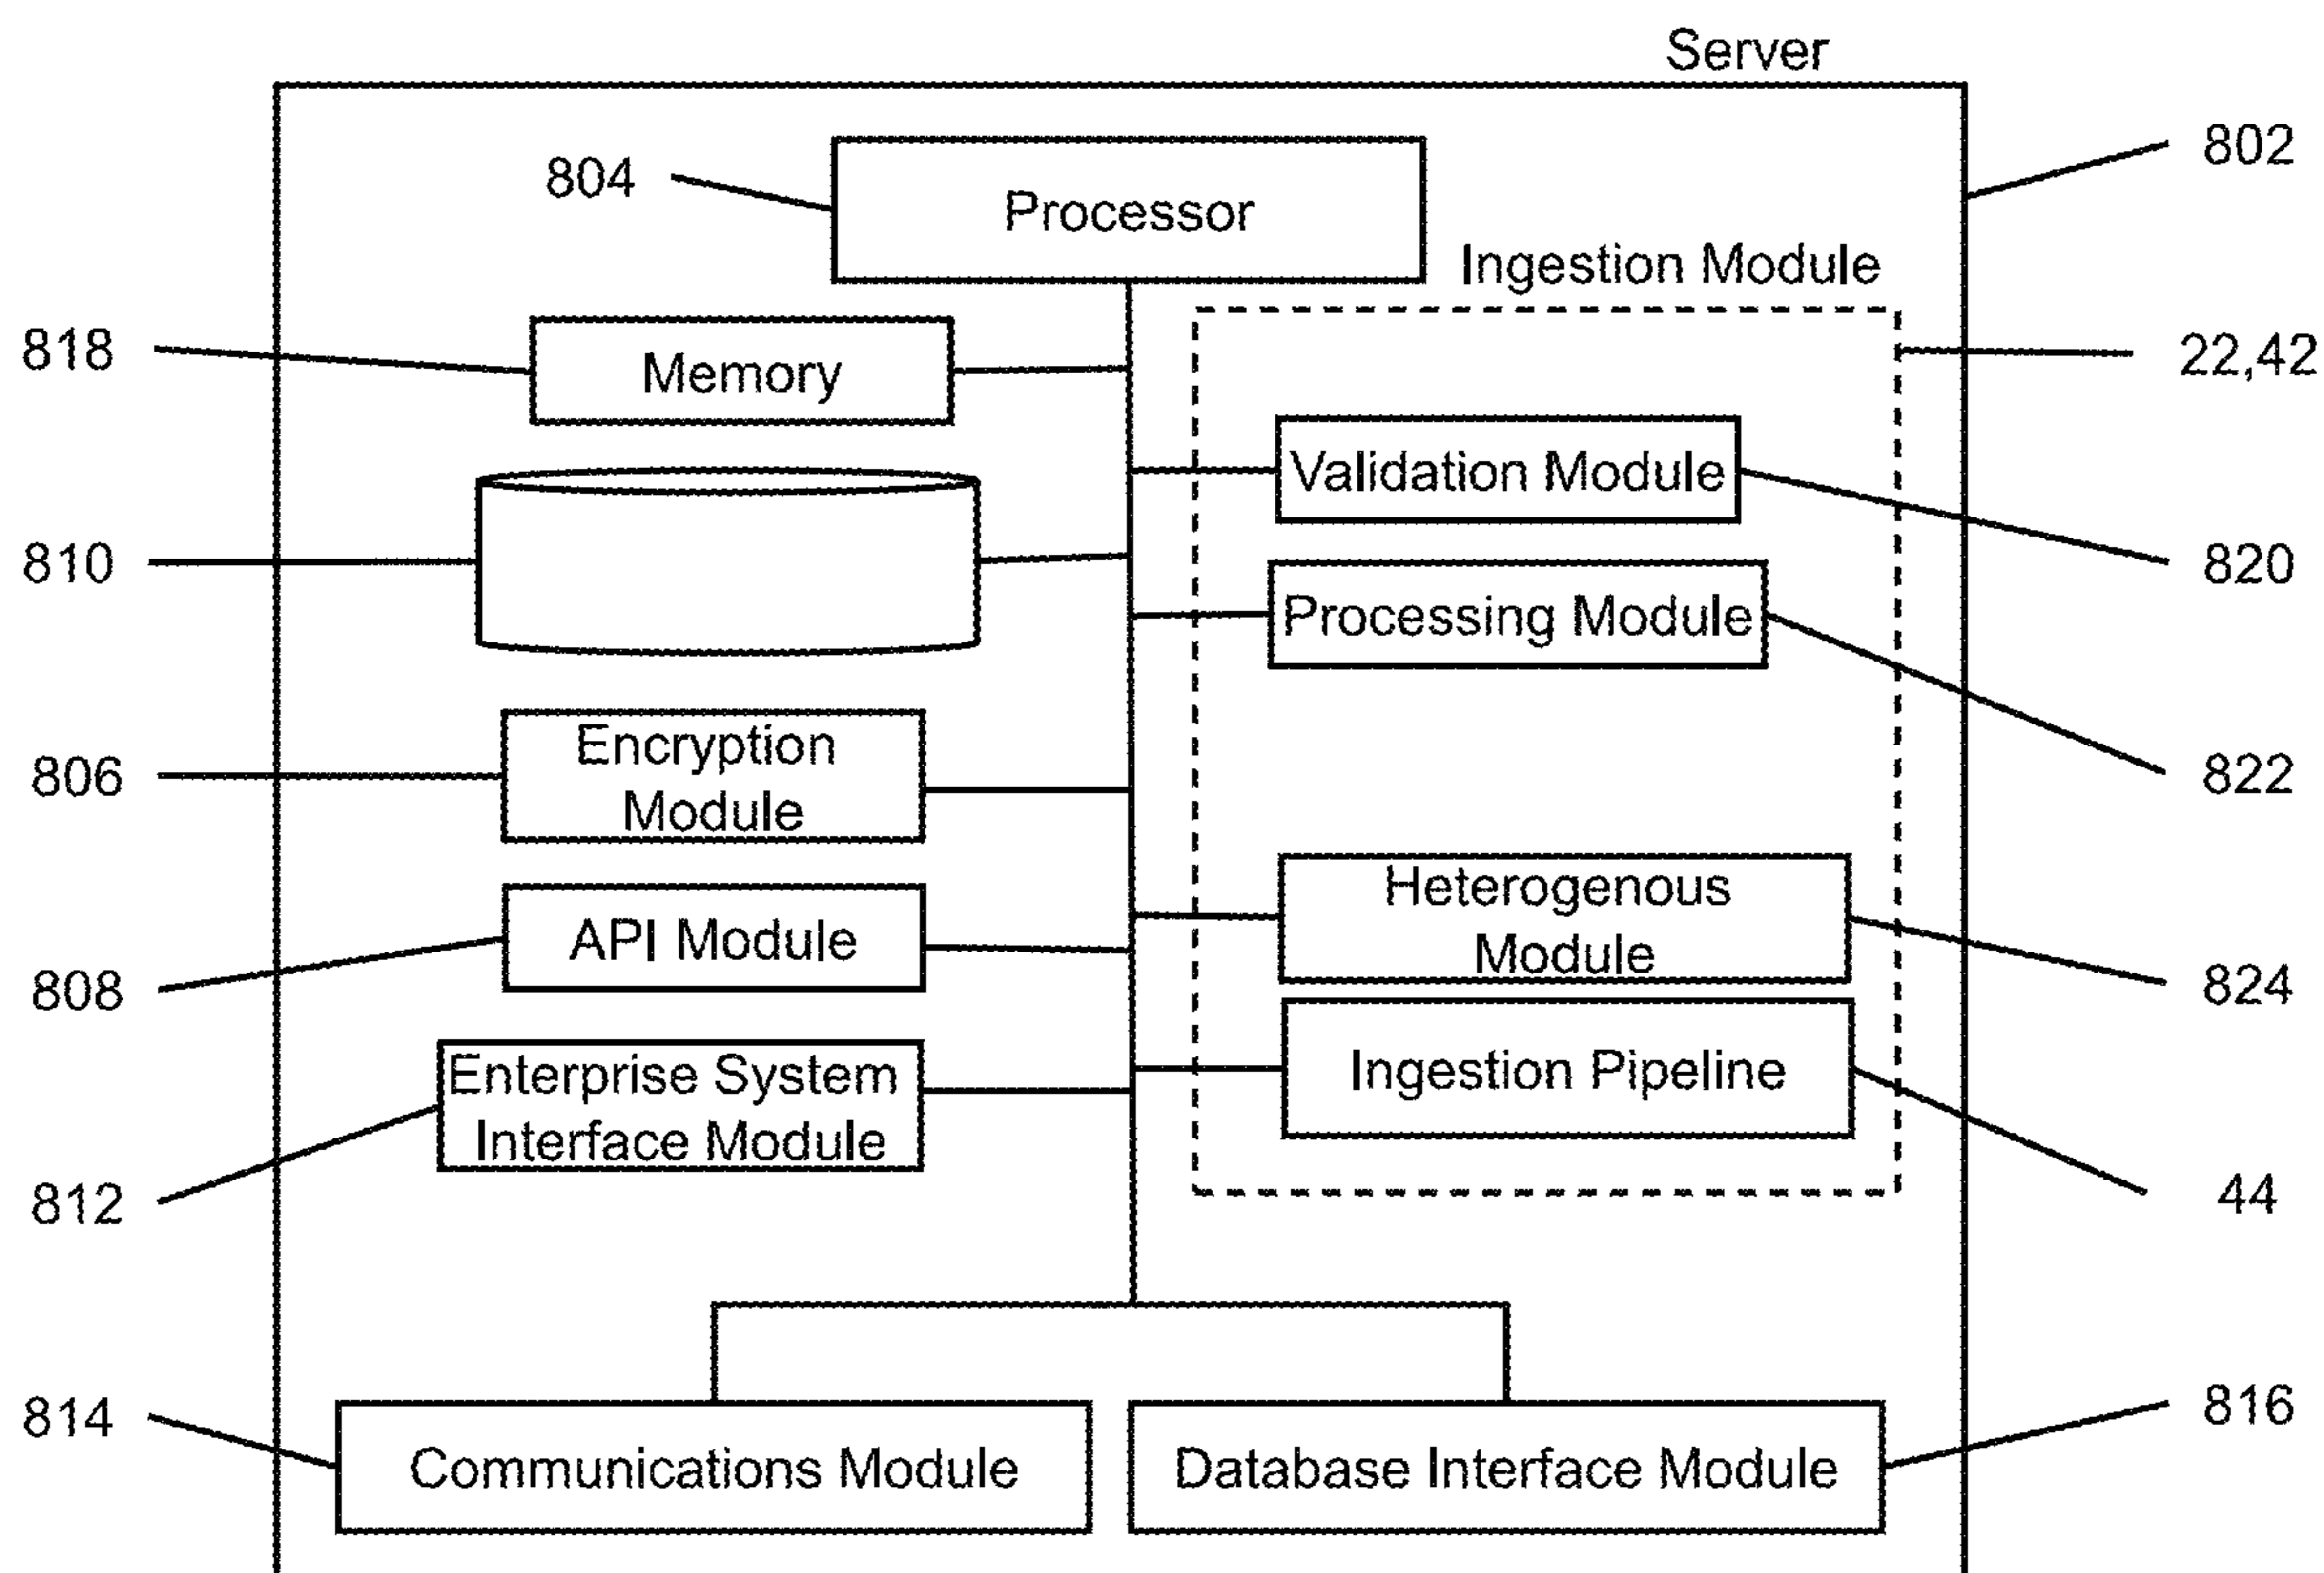 Server
802
804
Processor
Ingestion Module
22,42
818
Memory
Validation Module
820
810
Processing Module
822
806
Encryption
Module
Heterogenous
Module
824
API Module
808
Ingestion Pipeline
44
Enterprise System
Interface Module
812
814
Communications Module
Database Interface Module
816